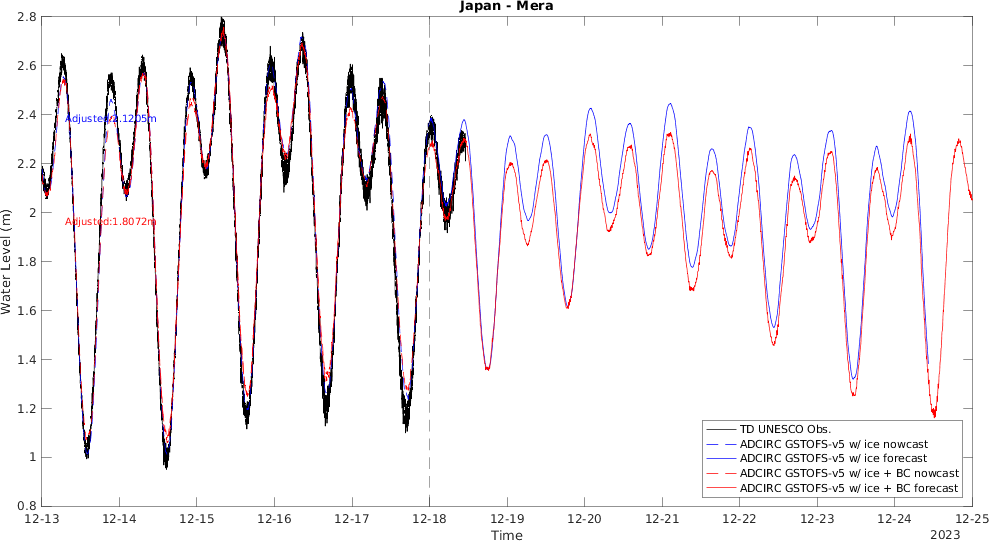 Japan - Mera
2.8
2.6
2.4
2.2
2
1.8
1.6
1.4
1.2
1
0.8
Water Level (m)
Adjusted:2.1205m
Adjusted:1.8072m
TD UNESCO Obs.
ADCIRC GSTOFS-v5 w/ ice nowcast
ADCIRC GSTOFS-v5 w/ ice forecast
ADCIRC GSTOFS-v5 w/ ice + BC nowcast
ADCIRC GSTOFS-v5 w/ ice + BC forecast
12-13 12-14 12-15 12-16 12-17 12-18 12-19 12-20 12-21 12-22 12-23 12-24 12-25
Time
2023